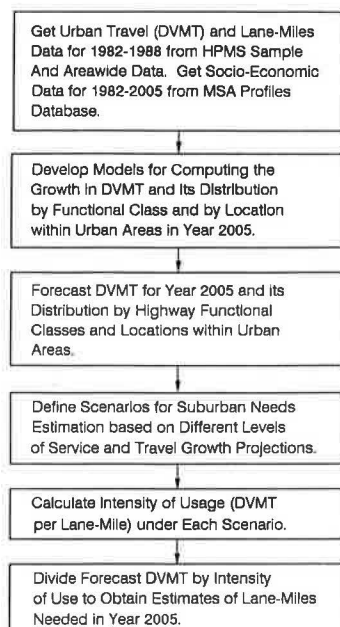 Get Urban Travel (DVMT) and Lane-Miles
Data for 1982-1988 from HPMS Sample
And Areawide Data. Get Socio-Economic
Data for 1982-2005 from MSA Profiles
Database.
Develop Models for Computing the
Growth in DVMT and its Distribution
by Functional Class and by Location
within Urban Areas in Year 2005.
Forecast DVMT for Year 2005 and its
Distribution by Highway Functional
Classes and Locations within Urban
Areas.
Define Scenarios for Suburban Needs
Estimation based on Different Levels
of Service and Travel Growth Projections.
Calculate Intensity of Usage (DVMT
per Lane-Mile) under Each Scenario.
Divide Forecast DVMT by Intensity
of Use to Obtain Estimates of Lane-Miles
Needed in Year 2005.